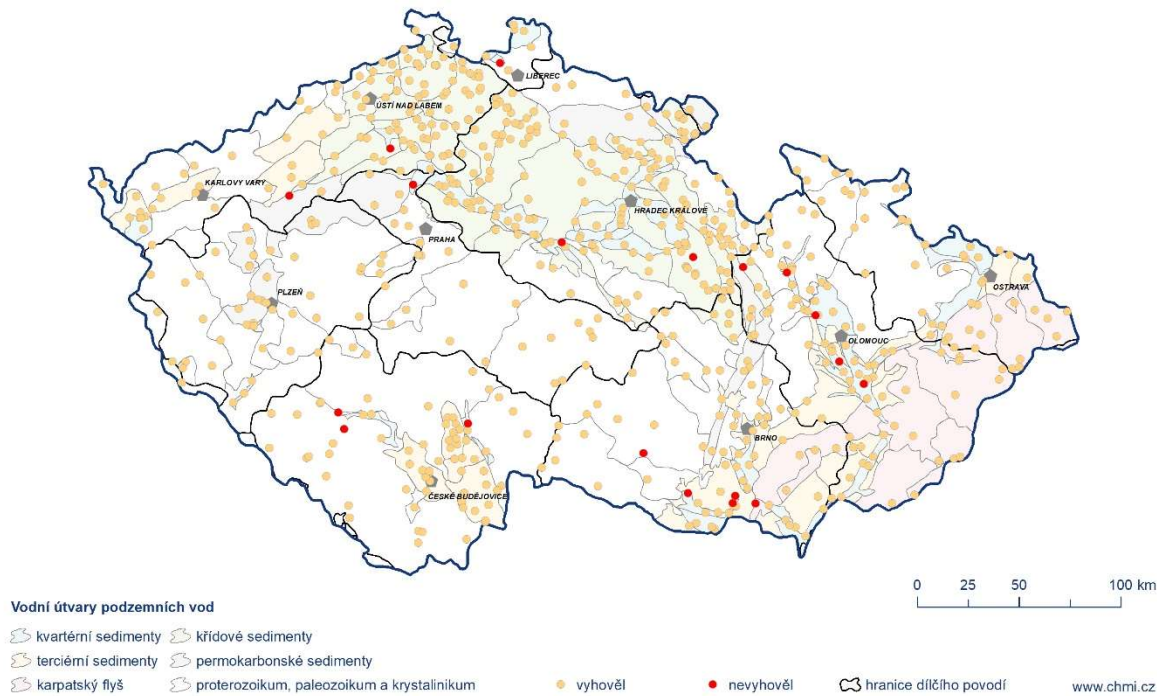 LIBEREC
ÚSTÍ NAD LABEM
KARLOVY VARY
HRADEC KRÁLOVÉ
PRAHA
PLZEŇ
OSTRAVA
OLOMOUC
BRNO
ČESKÉ BUDĚJOVICE
0 25 50 100 km
Vodní útvary podzemních vod
kvartérní sedimenty křídové sedimenty
terciérní sedimenty permokarbonské sedimenty
karpatský flyš proterozoikum, paleozoikum a krystalinikum vyhověl nevyhověl hranice dílčího povodí www.chmi.cz